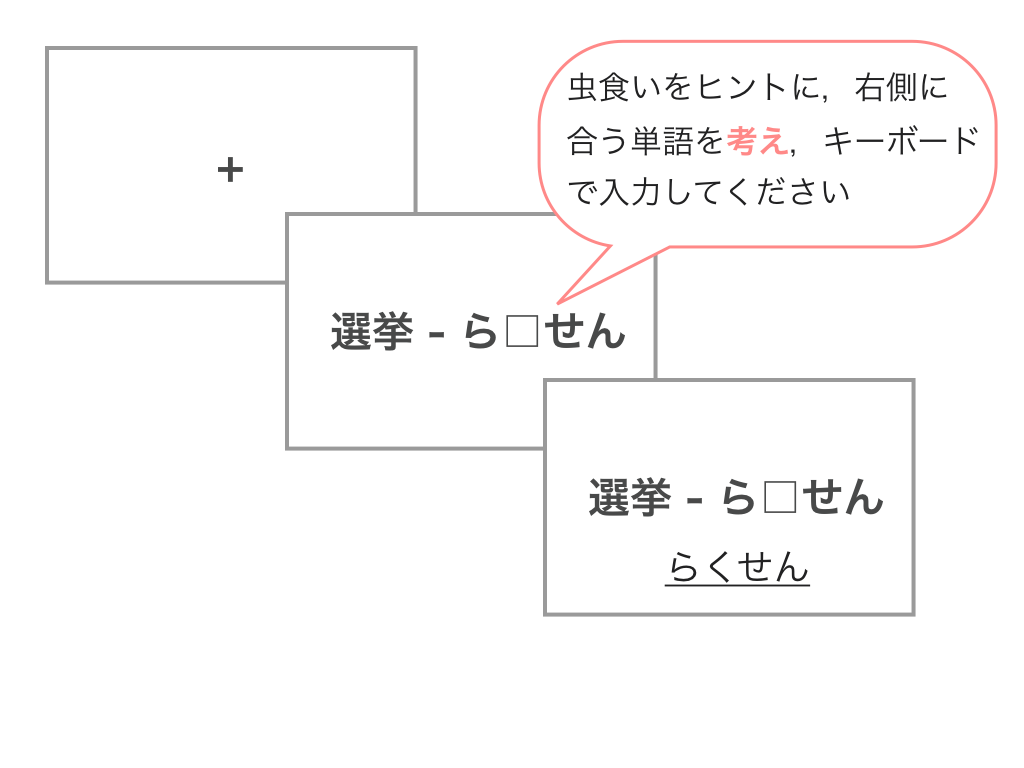 +
虫食いをヒントに， 右側に
合う単語を考え， キーボード
で入力してください
選挙 - ら□せん
選挙 - ら□せん
らくせん